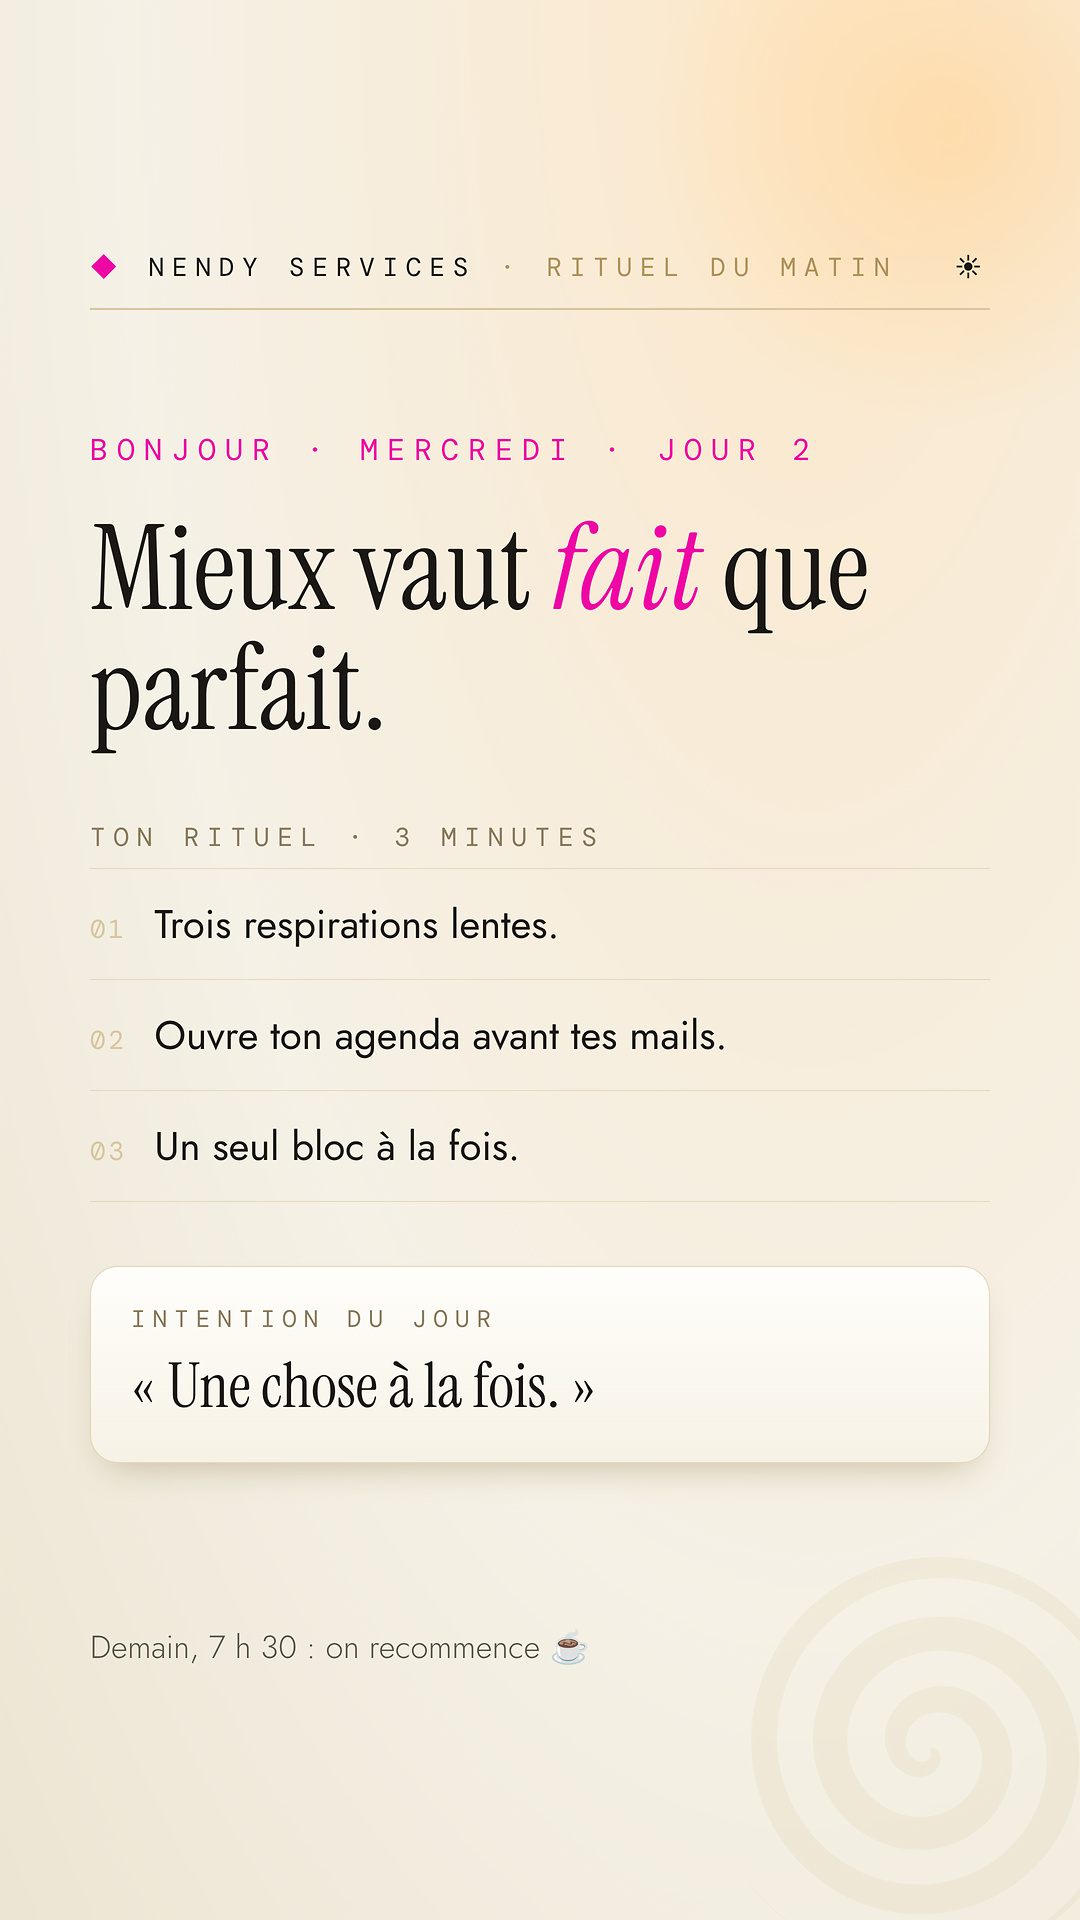 ◆ NENDY SERVICES · RITUEL DU MATIN ☀
BONJOUR · MERCREDI · JOUR 2
Mieux vaut fait que
parfait.
TON RITUEL · 3 MINUTES
01 Trois respirations lentes.
02 Ouvre ton agenda avant tes mails.
03 Un seul bloc à la fois.
INTENTION DU JOUR
« Une chose à la fois. »
Demain, 7 h 30 : on recommence ☕